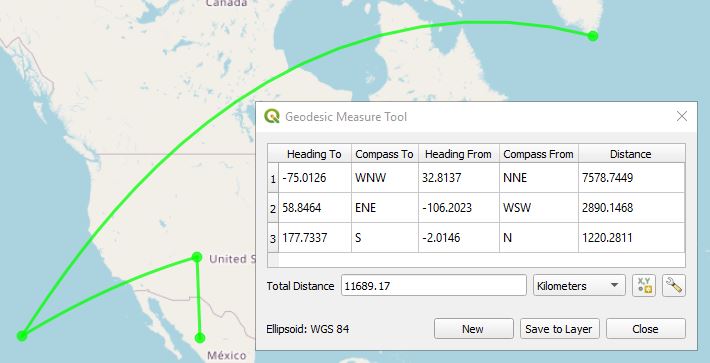 Canada
United S
México
Geodesic Measure Tool
Heading To Compass To Heading From Compass From Distance
1 -75.0126 WNW 32.8137 NNE 7578.7449
2 58.8464 ENE -106.2023 WSW 2890.1468
3 177.7337 S -2.0146 N 1220.2811
Total Distance 11689.17 Kilometers X,Y
Ellipsoid: WGS 84 New Save to Layer Close